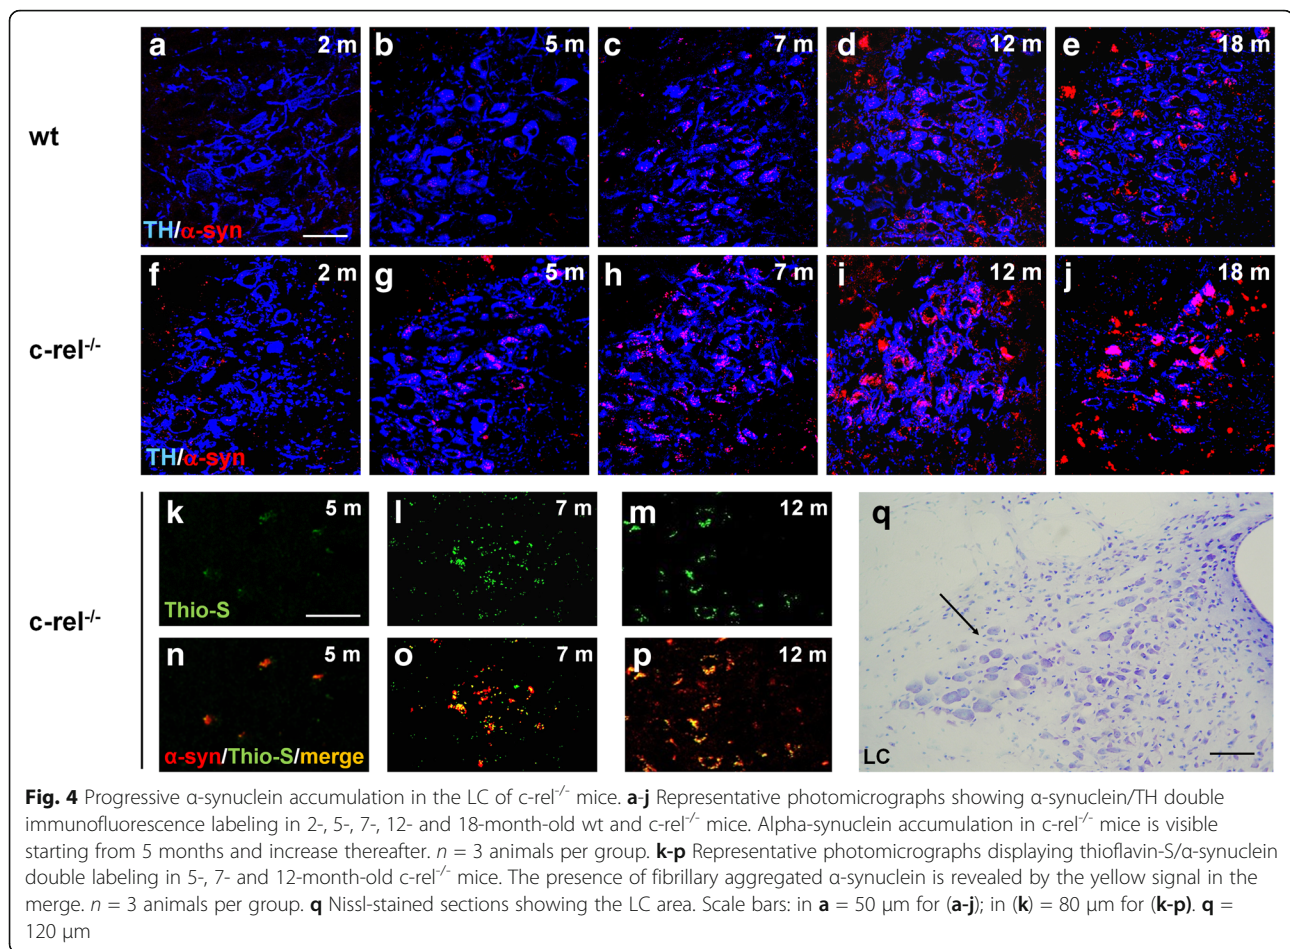 a 2 m b 5 m c 7 m d 12 m e 18 m
wt
TH/α-syn
f 2 m g 5 m h 7 m i 12 m j 18 m
c-rel-/-
TH/α-syn
k 5 m l 7 m m 12 m q
Thio-S
c-rel-/-
n 5 m o 7 m p 12 m
α-syn/Thio-S/merge
LC
Fig. 4 Progressive α-synuclein accumulation in the LC of c-rel-/- mice. a-j Representative photomicrographs showing α-synuclein/TH double
immunofluorescence labeling in 2-, 5-, 7-, 12- and 18-month-old wt and c-rel-/- mice. Alpha-synuclein accumulation in c-rel-/- mice is visible
starting from 5 months and increase thereafter. n = 3 animals per group. k-p Representative photomicrographs displaying thioflavin-S/α-synuclein
double labeling in 5-, 7- and 12-month-old c-rel-/- mice. The presence of fibrillary aggregated α-synuclein is revealed by the yellow signal in the
merge. n = 3 animals per group. q Nissl-stained sections showing the LC area. Scale bars: in a = 50 μm for (a-j); in (k) = 80 μm for (k-p). q =
120 μm